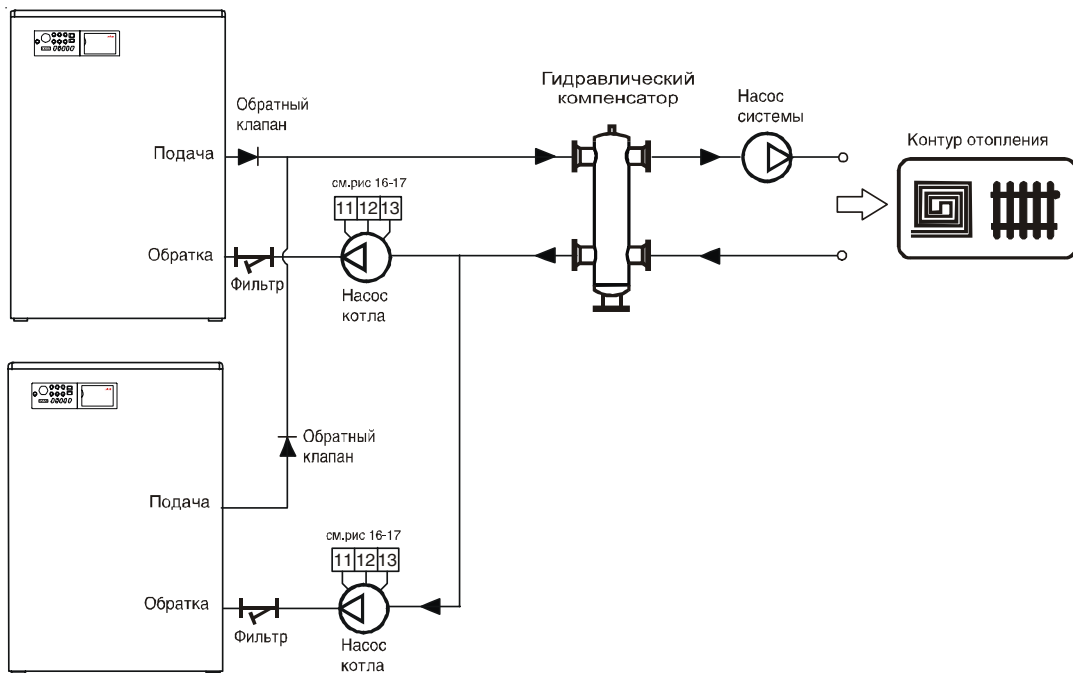 Обратный
клапан
Подача
Обратка
Фильтр
см.рис 16-17
11 12 13
Насос
котла
Гидравлический
компенсатор
Насос
системы
Контур отопления
Обратный
клапан
Подача
Обратка
Фильтр
см.рис 16-17
11 12 13
Насос
котла